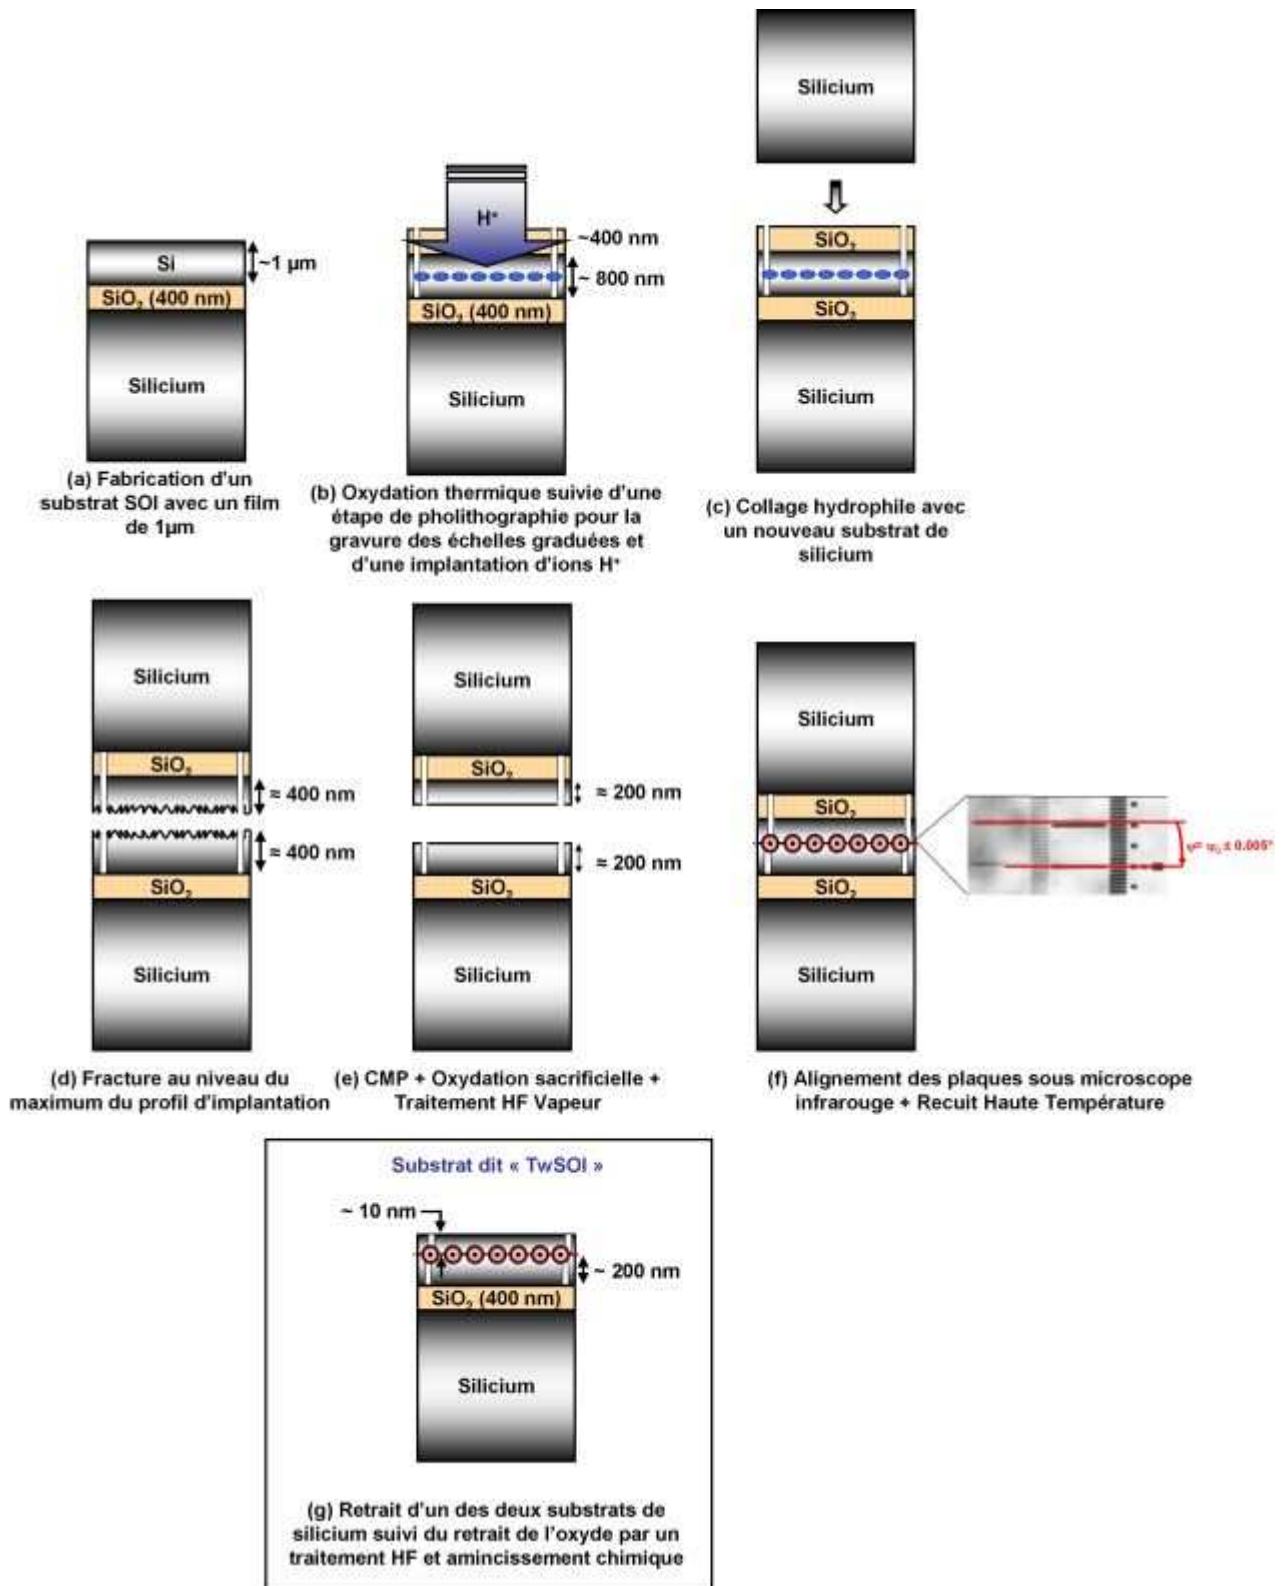 Silicium
H⁺
~400 nm
Si
~1 µm
~ 800 nm
SiO₂ (400 nm)
SiO₂ (400 nm)
Silicium
Silicium
SiO₂
SiO₂
Silicium
(a) Fabrication d'un
substrat SOI avec un film
de 1µm
(b) Oxydation thermique suivie d'une
étape de pholithographie pour la
gravure des échelles graduées et
d'une implantation d'ions H⁺
(c) Collage hydrophile avec
un nouveau substrat de
silicium
Silicium
SiO₂
≈ 400 nm
≈ 400 nm
SiO₂
Silicium
Silicium
SiO₂
≈ 200 nm
≈ 200 nm
SiO₂
Silicium
Silicium
SiO₂
SiO₂
Silicium
ψ= ψ₀ ± 0.005°
(d) Fracture au niveau du
maximum du profil d'implantation
(e) CMP + Oxydation sacrificielle +
Traitement HF Vapeur
(f) Alignement des plaques sous microscope
infrarouge + Recuit Haute Température
Substrat dit « TwSOI »
~ 10 nm
~ 200 nm
SiO₂ (400 nm)
Silicium
(g) Retrait d'un des deux substrats de
silicium suivi du retrait de l'oxyde par un
traitement HF et amincissement chimique